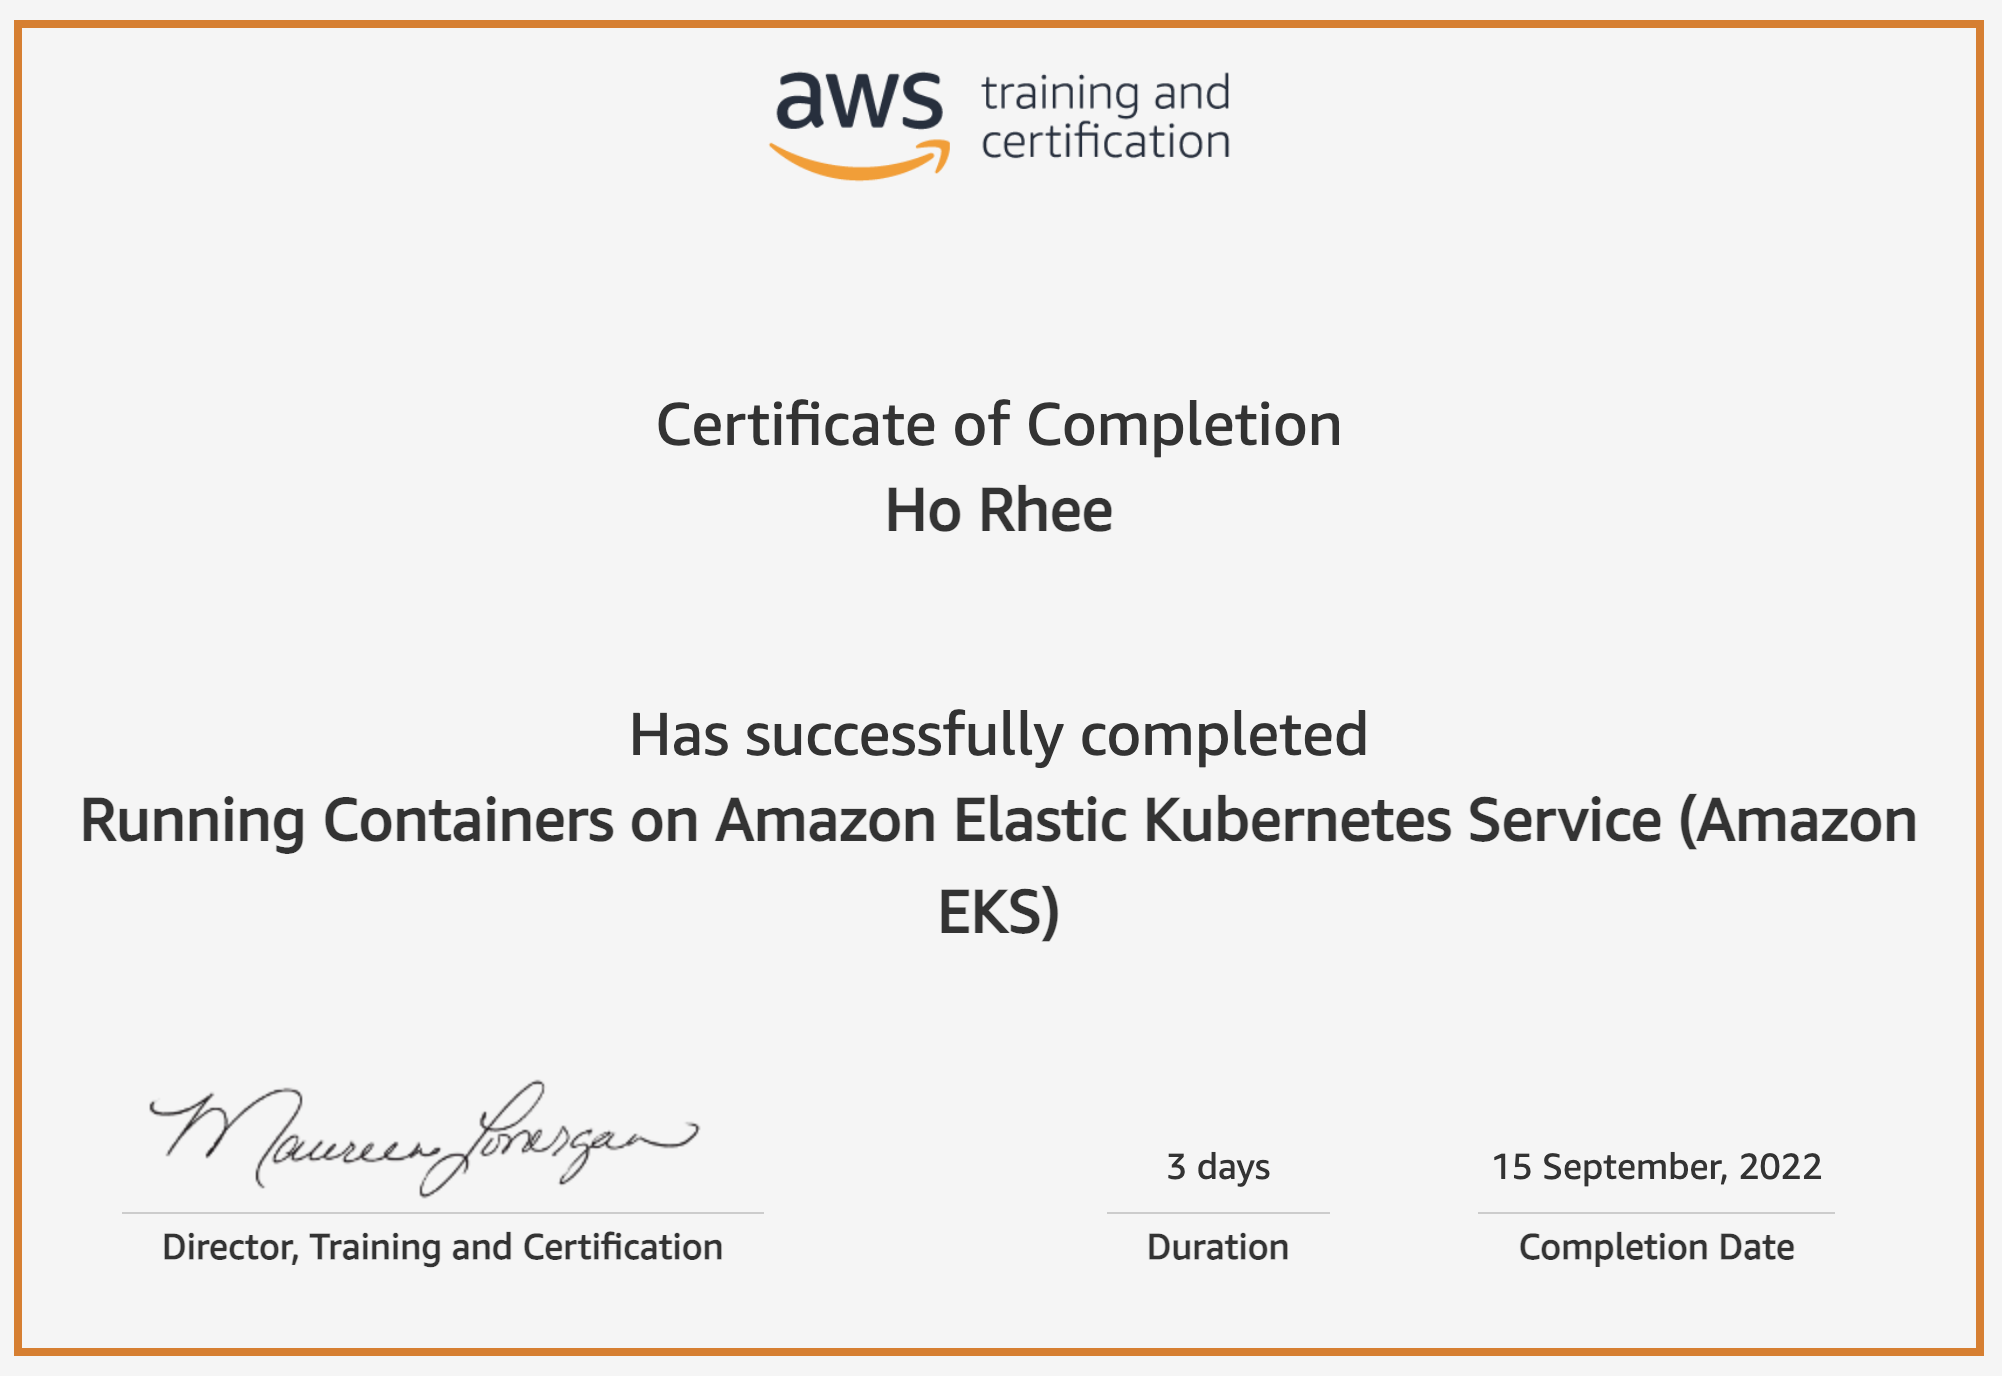 aws training and
certification
Certificate of Completion
Ho Rhee
Has successfully completed
Running Containers on Amazon Elastic Kubernetes Service (Amazon
EKS)
Maureen Lonergan
3 days
15 September, 2022
Director, Training and Certification
Duration
Completion Date